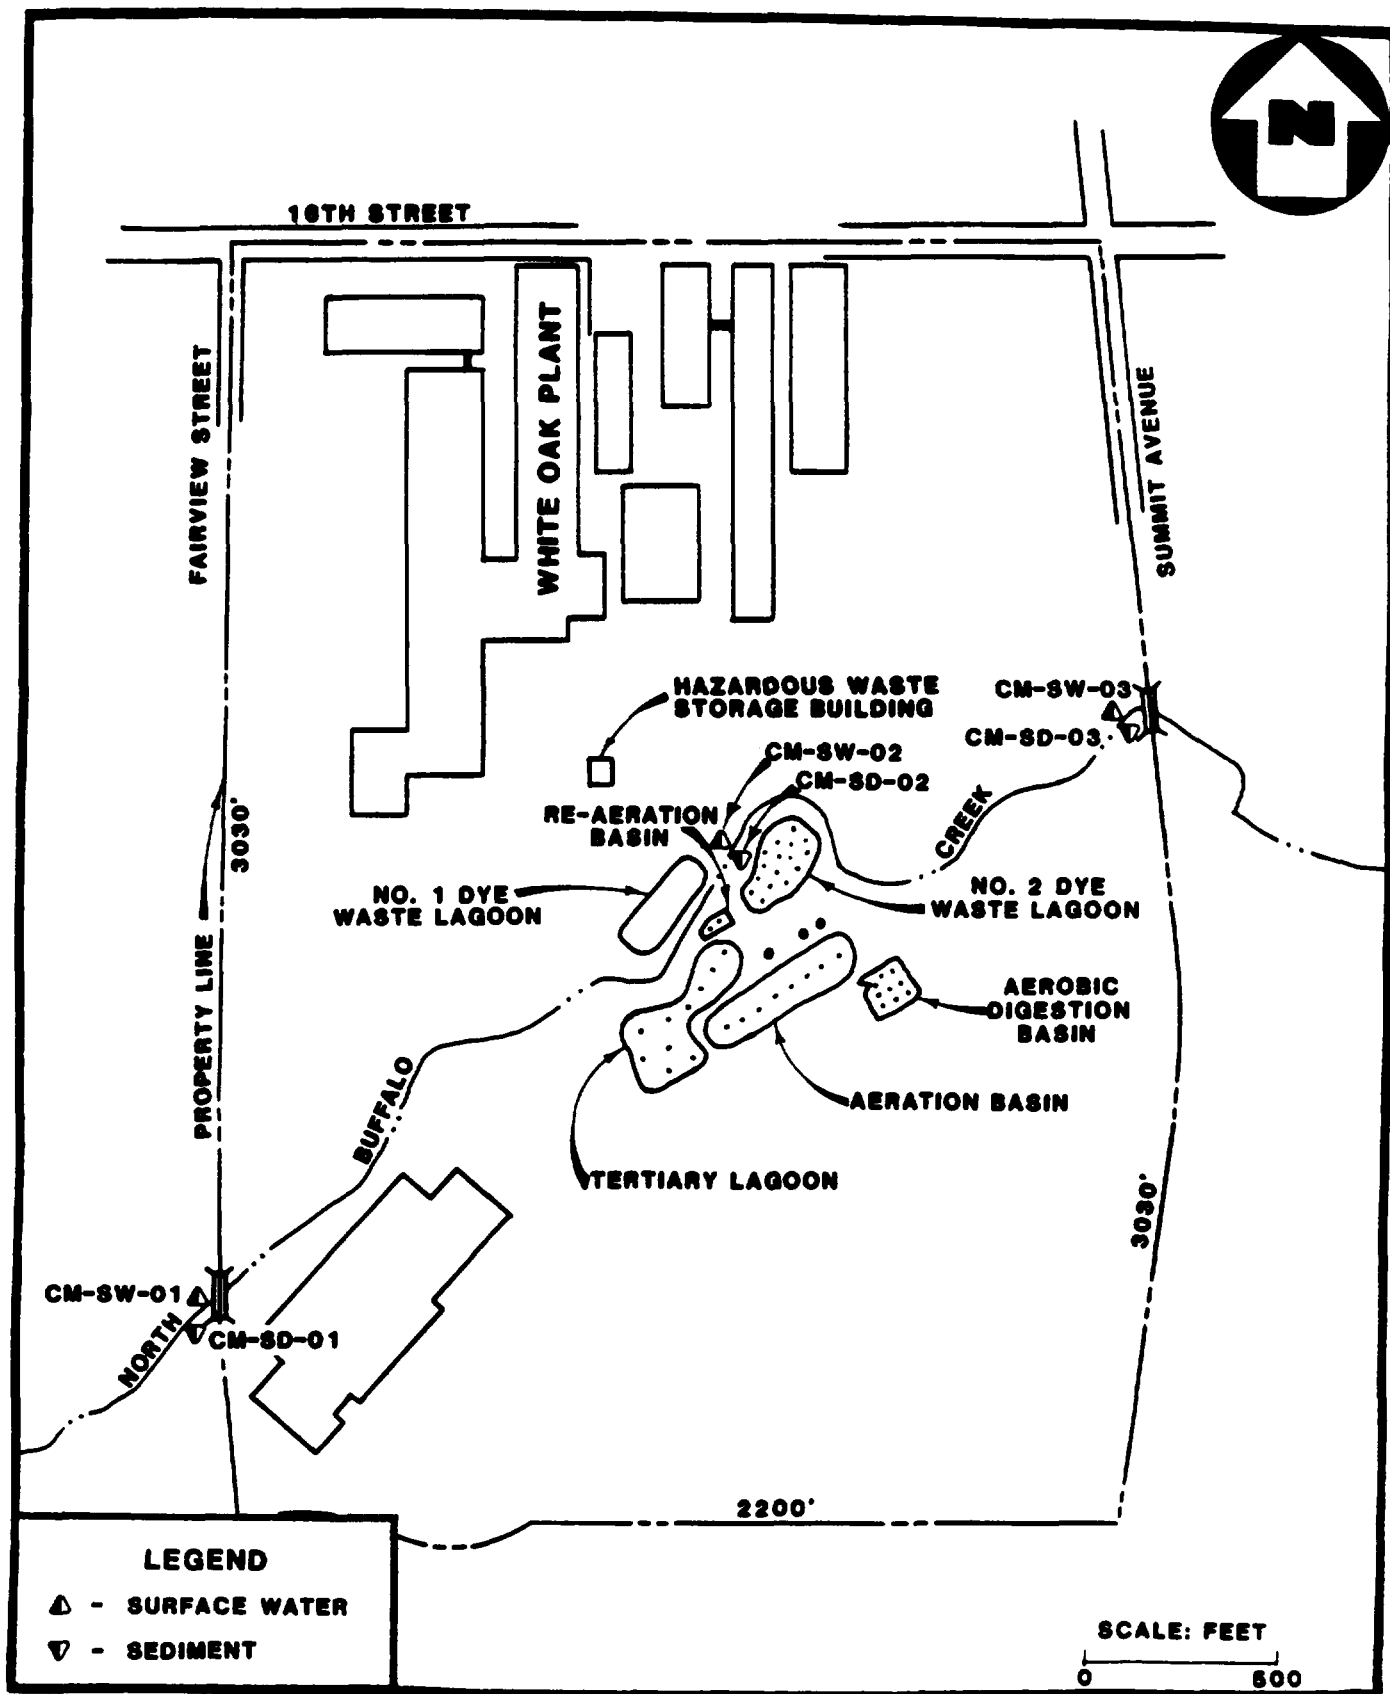 N
16TH STREET
FAIRVIEW STREET
WHITE OAK PLANT
SUMMIT AVENUE
HAZARDOUS WASTE
STORAGE BUILDING
CM-SW-03
CM-SD-03
CM-SW-02
CM-SD-02
RE-AERATION
BASIN
3030'
CREEK
NO. 1 DYE
WASTE LAGOON
NO. 2 DYE
WASTE LAGOON
PROPERTY LINE
AEROBIC
DIGESTION
BASIN
BUFFALO
AERATION BASIN
TERTIARY LAGOON
3030'
CM-SW-01
CM-SD-01
NORTH
2200'
LEGEND
- SURFACE WATER
- SEDIMENT
SCALE: FEET
0 500